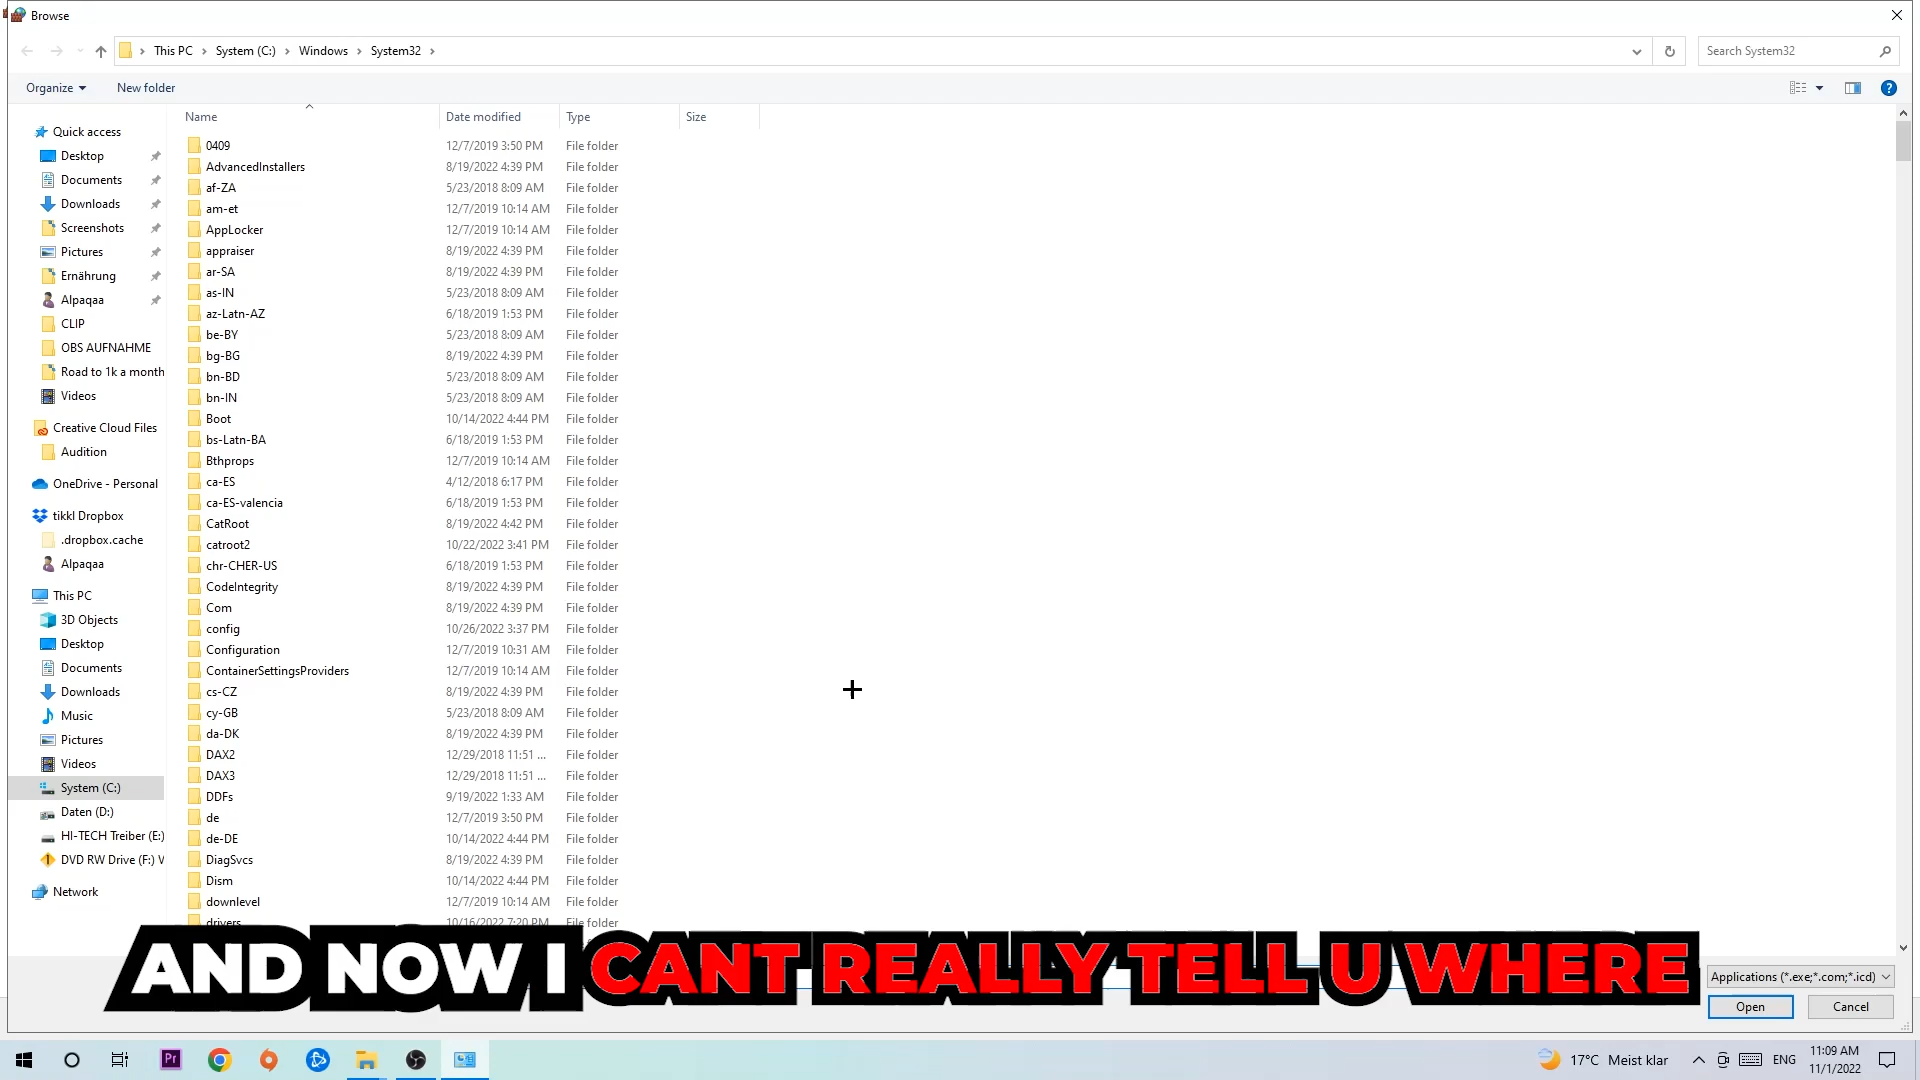 Browse
This PC > System (C:) > Windows > System32 >
Search System32
Organize
New folder
Name
Date modified
Type
Size
Quick access
Desktop
Documents
Downloads
Screenshots
Pictures
Ernährung
Alpaqaa
CLIP
OBS AUFNAHME
Road to 1k a month
Videos
Creative Cloud Files
Audition
OneDrive - Personal
tikkl Dropbox
.dropbox.cache
Alpaqaa
This PC
3D Objects
Desktop
Documents
Downloads
Music
Pictures
Videos
System (C:)
Daten (D:)
HI-TECH Treiber (E:)
DVD RW Drive (F:) V
Network
0409 12/7/2019 3:50 PM File folder
AdvancedInstallers 8/19/2022 4:39 PM File folder
af-ZA 5/23/2018 8:09 AM File folder
am-et 12/7/2019 10:14 AM File folder
AppLocker 12/7/2019 10:14 AM File folder
appraiser 8/19/2022 4:39 PM File folder
ar-SA 8/19/2022 4:39 PM File folder
as-IN 5/23/2018 8:09 AM File folder
az-Latn-AZ 6/18/2019 1:53 PM File folder
be-BY 5/23/2018 8:09 AM File folder
bg-BG 8/19/2022 4:39 PM File folder
bn-BD 5/23/2018 8:09 AM File folder
bn-IN 5/23/2018 8:09 AM File folder
Boot 10/14/2022 4:44 PM File folder
bs-Latn-BA 6/18/2019 1:53 PM File folder
Bthprops 12/7/2019 10:14 AM File folder
ca-ES 4/12/2018 6:17 PM File folder
ca-ES-valencia 6/18/2019 1:53 PM File folder
CatRoot 8/19/2022 4:42 PM File folder
catroot2 10/22/2022 3:41 PM File folder
chr-CHER-US 6/18/2019 1:53 PM File folder
CodeIntegrity 8/19/2022 4:39 PM File folder
Com 8/19/2022 4:39 PM File folder
config 10/26/2022 3:37 PM File folder
Configuration 12/7/2019 10:31 AM File folder
ContainerSettingsProviders 12/7/2019 10:14 AM File folder
cs-CZ 8/19/2022 4:39 PM File folder
cy-GB 5/23/2018 8:09 AM File folder
da-DK 8/19/2022 4:39 PM File folder
DAX2 12/29/2018 11:51 ... File folder
DAX3 12/29/2018 11:51 ... File folder
DDFs 9/19/2022 1:33 AM File folder
de 12/7/2019 3:50 PM File folder
de-DE 10/14/2022 4:44 PM File folder
DiagSvcs 8/19/2022 4:39 PM File folder
Dism 10/14/2022 4:44 PM File folder
downlevel 12/7/2019 10:14 AM File folder
drivers 10/16/2022 7:20 PM File folder
AND NOW I CANT REALLY TELL U WHERE
Applications (*.exe;*.com;*.icd)
Open
Cancel
Pr
17°C Meist klar
ENG
11:09 AM
11/1/2022